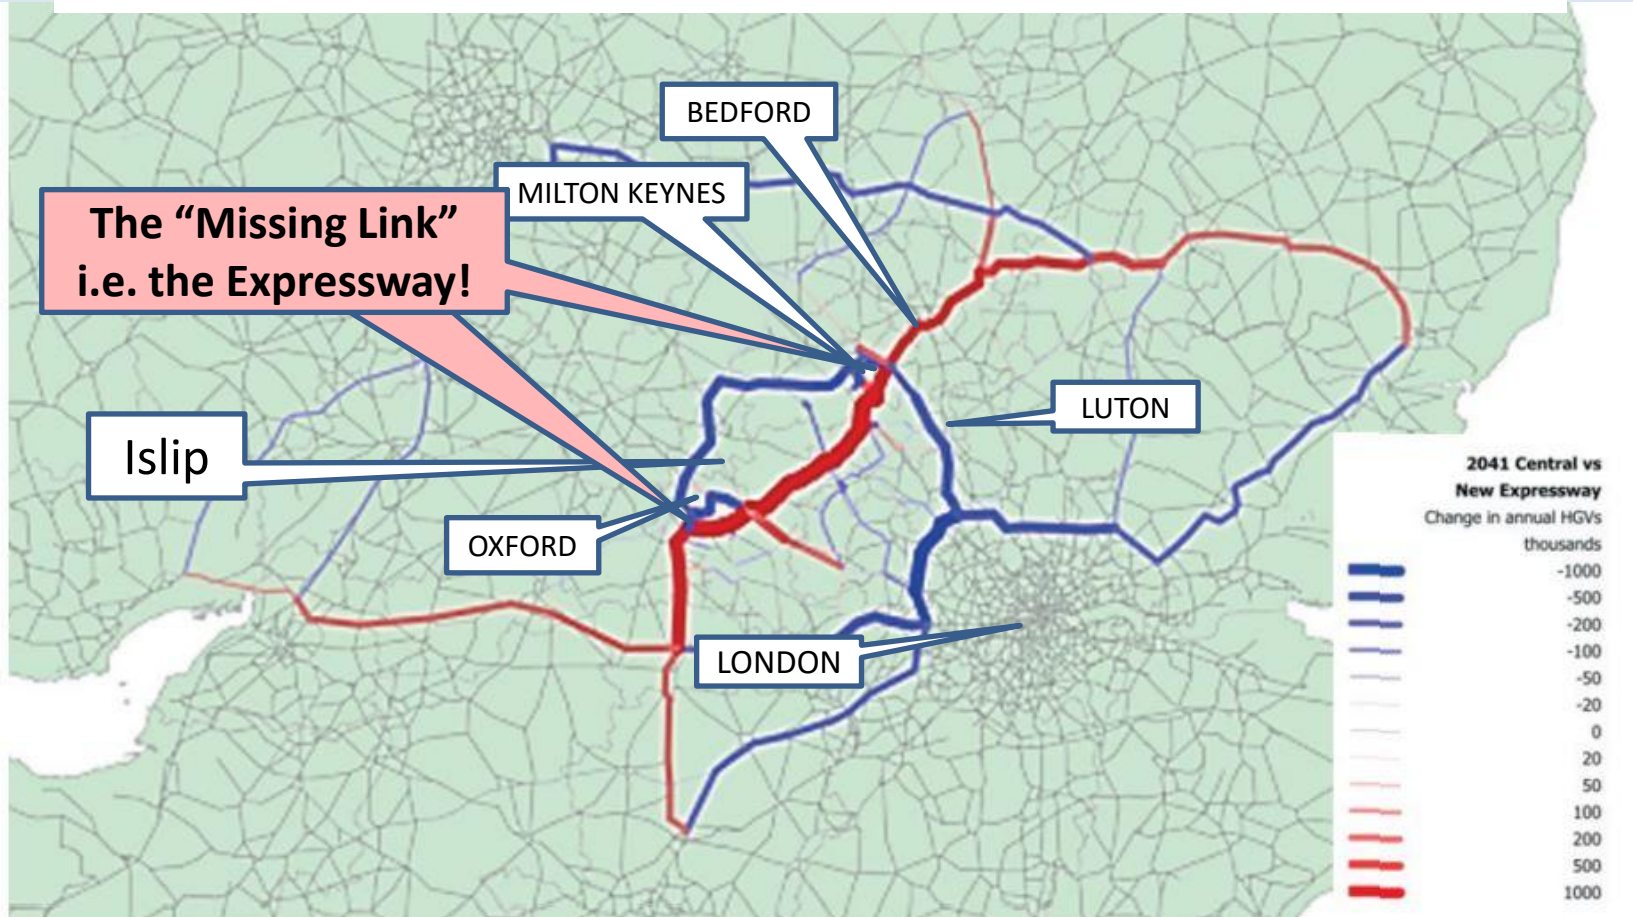 BEDFORD
MILTON KEYNES
The “Missing Link”
i.e. the Expressway!
Islip
LUTON
OXFORD
LONDON
2041 Central vs
New Expressway
Change in annual HGVs
thousands
-1000
-500
-200
-100
-50
-20
0
20
50
100
200
500
1000